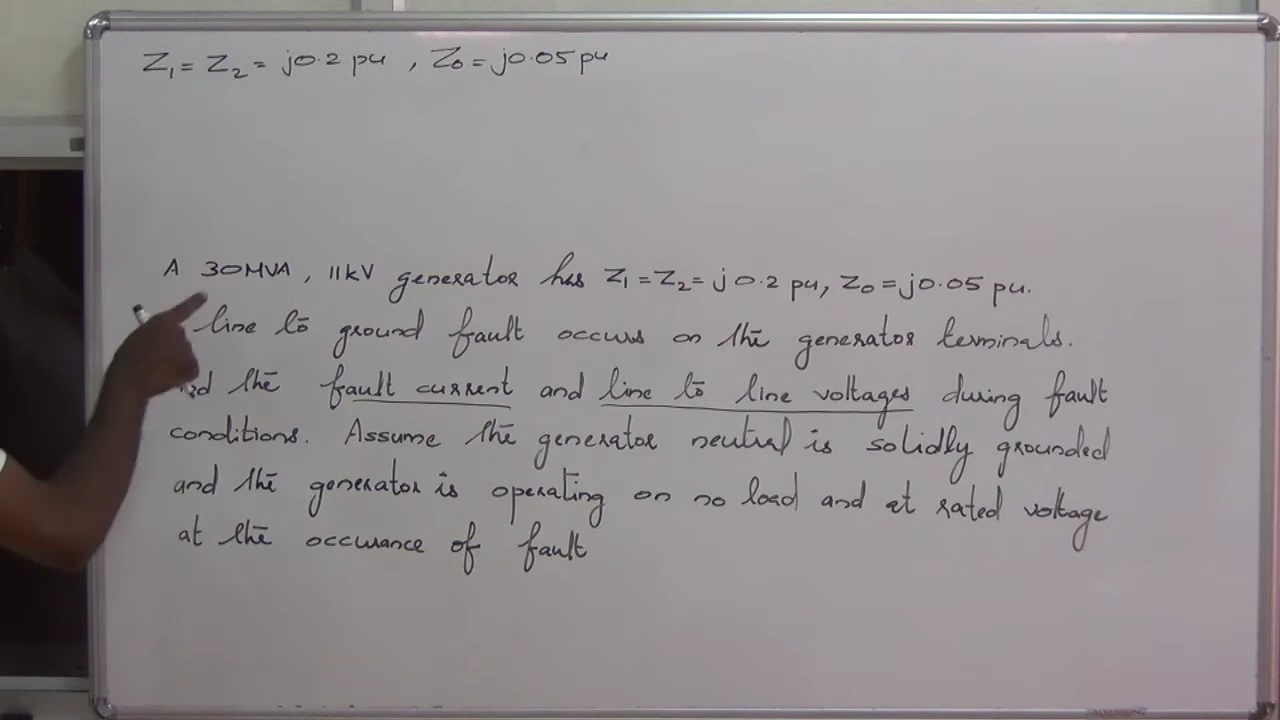 Z₁ = Z₂ = j0.2 pu , Z₀ = j0.05 pu
A 30MVA , 11kV generator has Z₁ = Z₂ = j0.2 pu, Z₀ = j0.05 pu.
line to ground fault occurs on the generator terminals.
the fault current and line to line voltages during fault
conditions. Assume the generator neutral is solidly grounded
and the generator is operating on no load and at rated voltage
at the occurance of fault